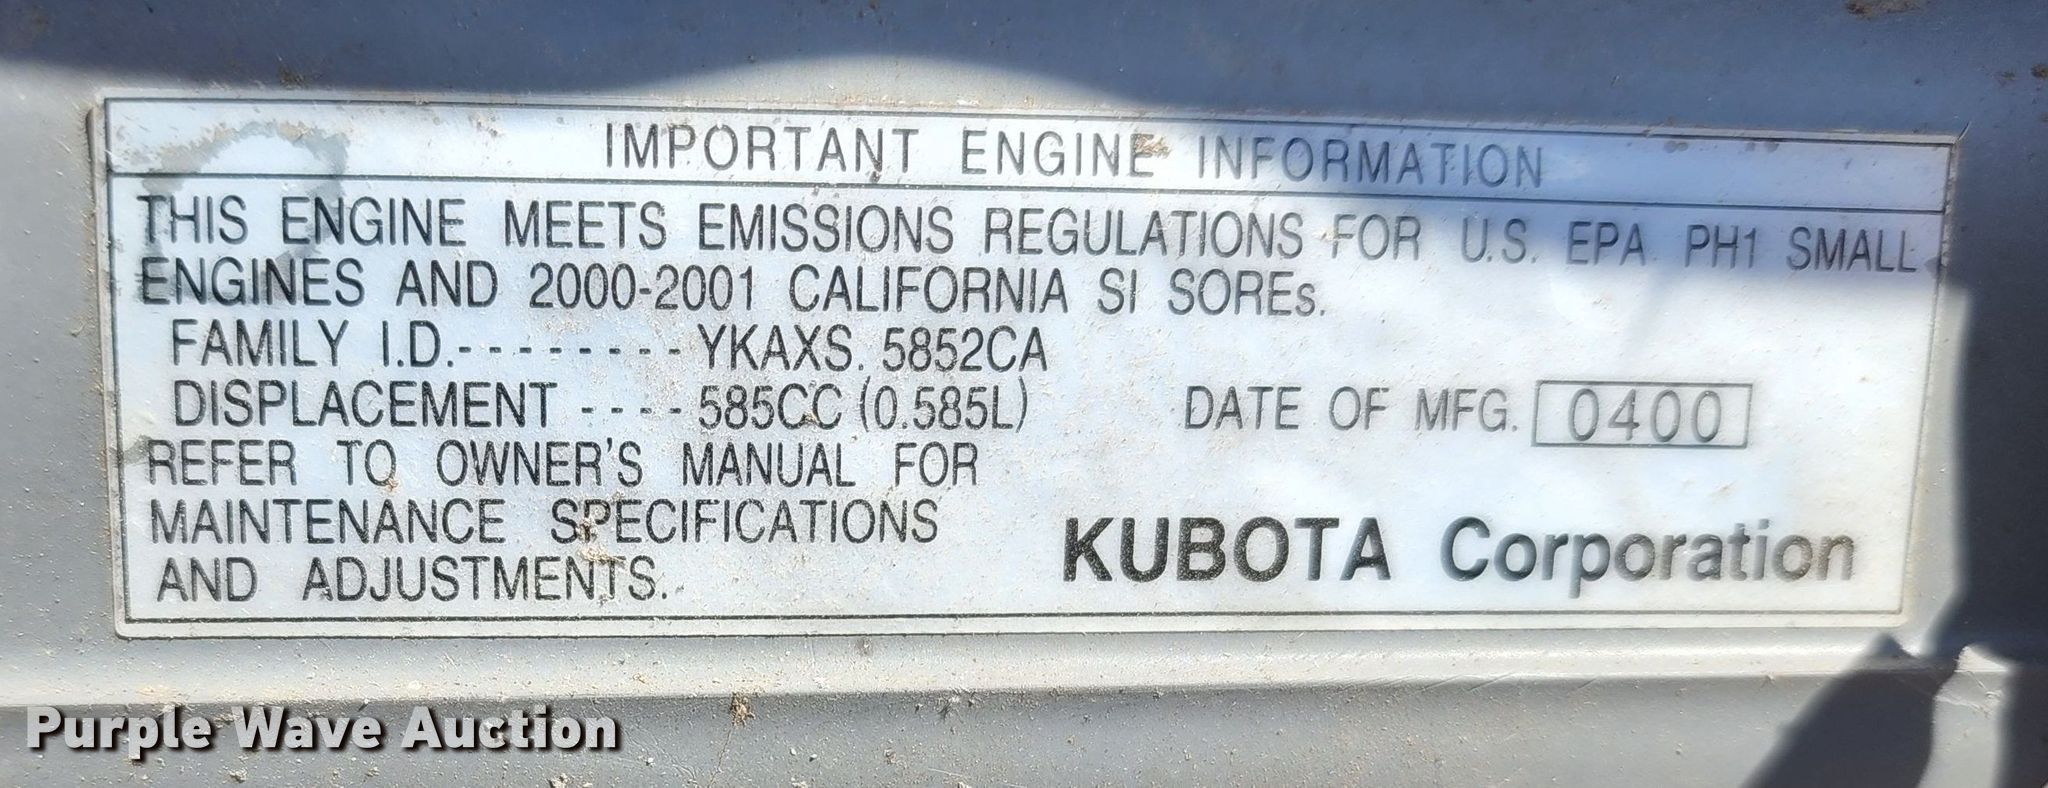 IMPORTANT ENGINE INFORMATION
THIS ENGINE MEETS EMISSIONS REGULATIONS FOR U.S. EPA PH1 SMALL
ENGINES AND 2000-2001 CALIFORNIA SI SOREs.
FAMILY I.D.-------- YKAXS. 5852CA
DISPLACEMENT ---- 585CC (0.585L) DATE OF MFG. 0400
REFER TO OWNER'S MANUAL FOR
MAINTENANCE SPECIFICATIONS
AND ADJUSTMENTS.
KUBOTA Corporation
Purple Wave Auction